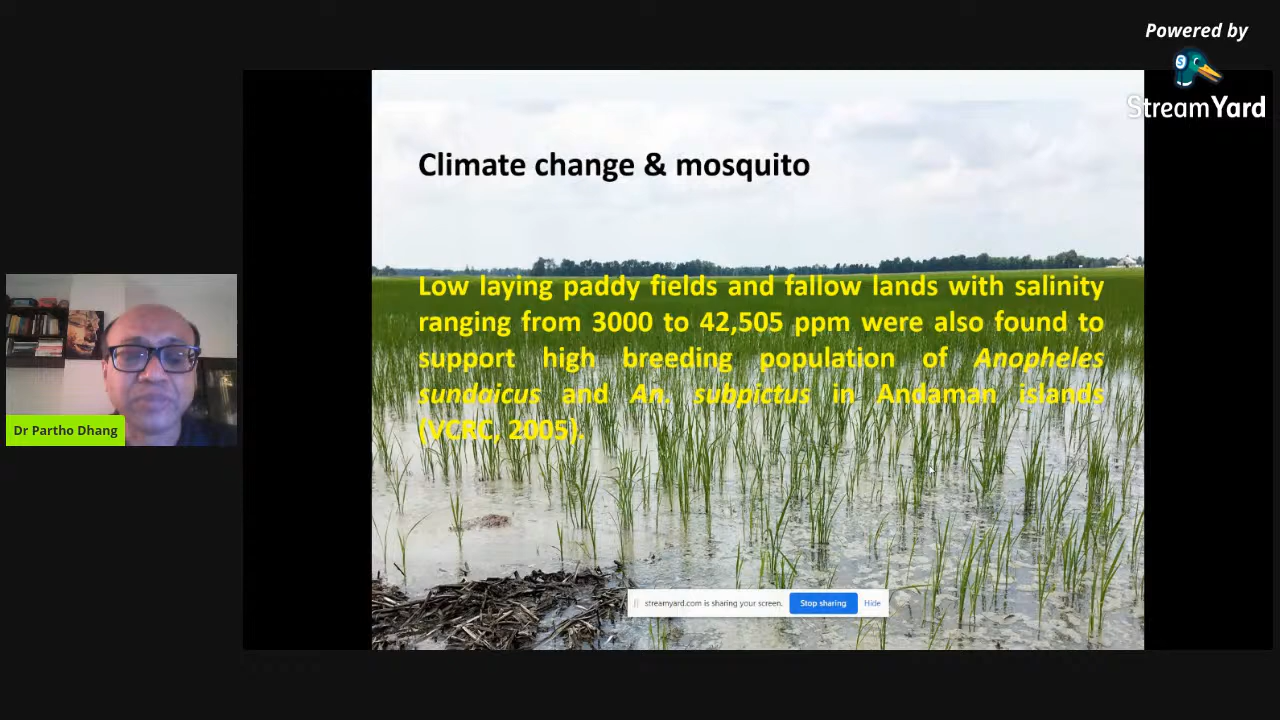 Powered by
StreamYard
Climate change & mosquito
Low laying paddy fields and fallow lands with salinity
ranging from 3000 to 42,505 ppm were also found to
support high breeding population of Anopheles
sundaicus and An. subpictus in Andaman islands
(VCRC, 2005).
Dr Partho Dhang
streamyard.com is sharing your screen. Stop sharing Hide